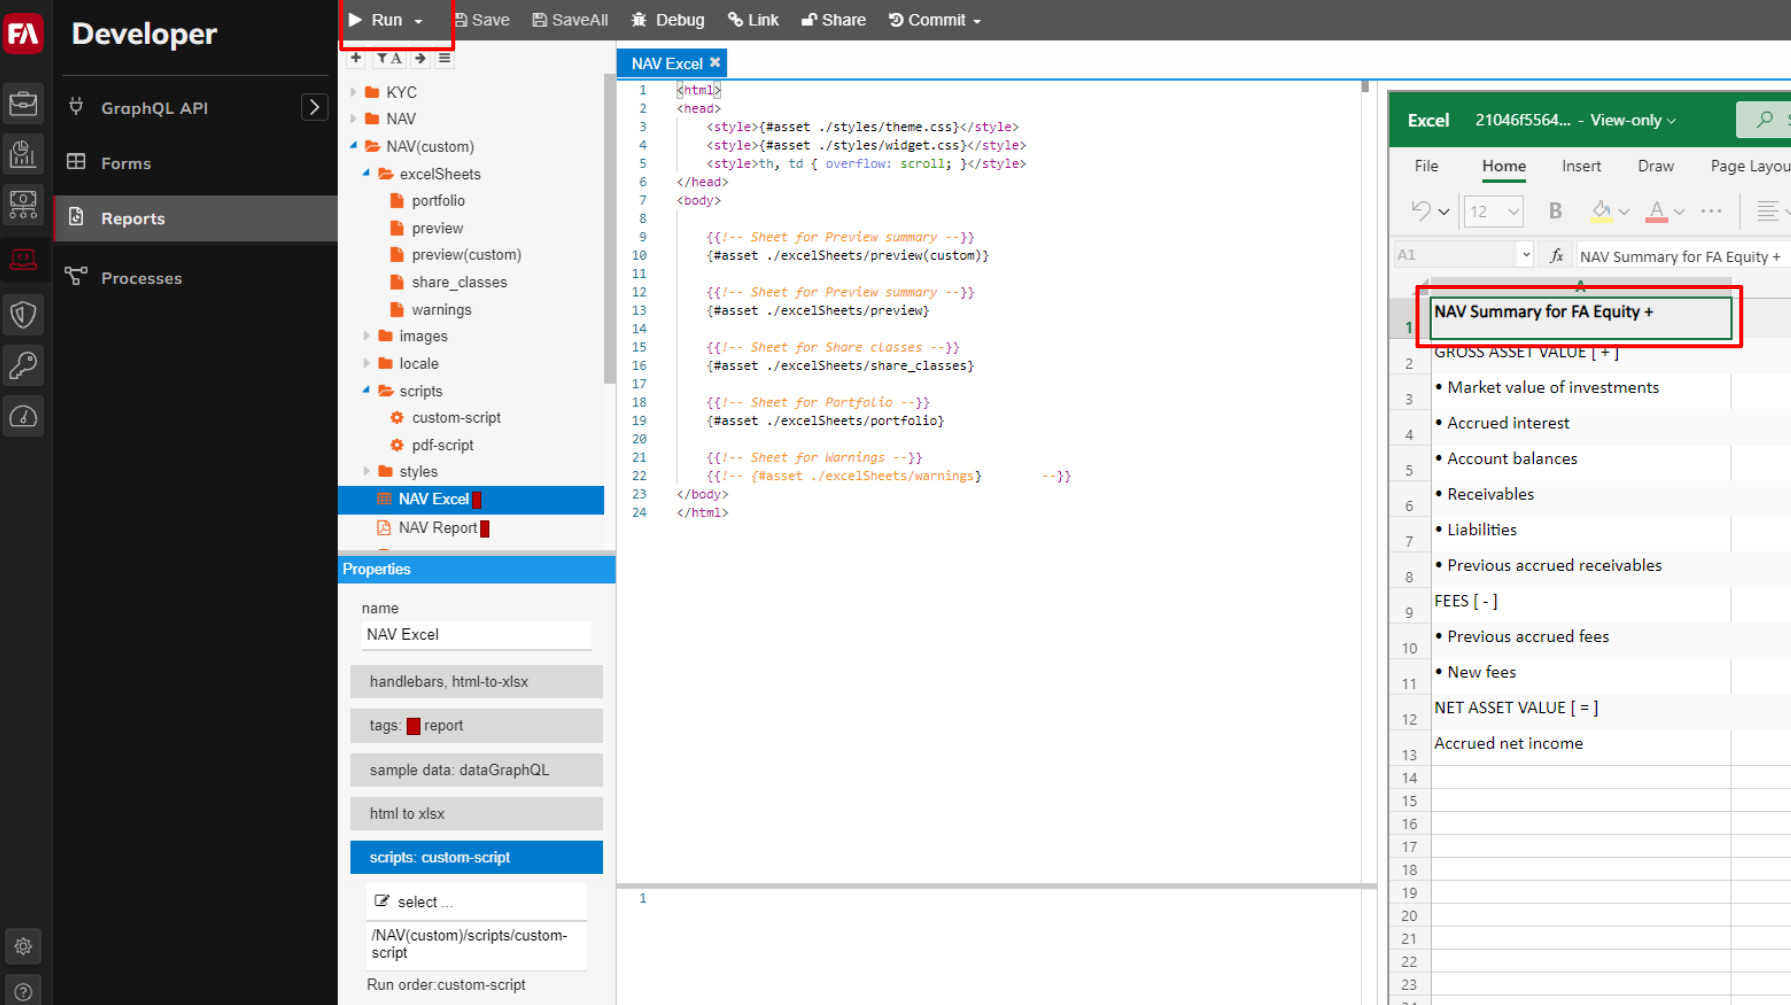 FA
Developer
GraphQL API
Forms
Reports
Processes
Run
Save
SaveAll
Debug
Link
Share
Commit
A
KYC
NAV
NAV(custom)
excelSheets
portfolio
preview
preview(custom)
share_classes
warnings
images
locale
scripts
custom-script
pdf-script
styles
NAV Excel
NAV Report
Properties
name
NAV Excel
handlebars, html-to-xlsx
tags: report
sample data: dataGraphQL
html to xlsx
scripts: custom-script
select ...
/NAV(custom)/scripts/custom-
script
Run order:custom-script
NAV Excel
1 <html>
2 <head>
3 <style>{#asset ./styles/theme.css}</style>
4 <style>{#asset ./styles/widget.css}</style>
5 <style>th, td { overflow: scroll; }</style>
6 </head>
7 <body>
8
9 {{!-- Sheet for Preview summary --}}
10 {#asset ./excelSheets/preview(custom)}
11
12 {{!-- Sheet for Preview summary --}}
13 {#asset ./excelSheets/preview}
14
15 {{!-- Sheet for Share classes --}}
16 {#asset ./excelSheets/share_classes}
17
18 {{!-- Sheet for Portfolio --}}
19 {#asset ./excelSheets/portfolio}
20
21 {{!-- Sheet for Warnings --}}
22 {{!-- {#asset ./excelSheets/warnings} --}}
23 </body>
24 </html>
1
Excel 21046f5564... - View-only
File Home Insert Draw Page Layou
12 B A ...
A1 fx NAV Summary for FA Equity +
A
1 NAV Summary for FA Equity +
2 GROSS ASSET VALUE [ + ]
3 • Market value of investments
4 • Accrued interest
5 • Account balances
6 • Receivables
7 • Liabilities
8 • Previous accrued receivables
9 FEES [ - ]
10 • Previous accrued fees
11 • New fees
12 NET ASSET VALUE [ = ]
13 Accrued net income
14
15
16
17
18
19
20
21
22
23